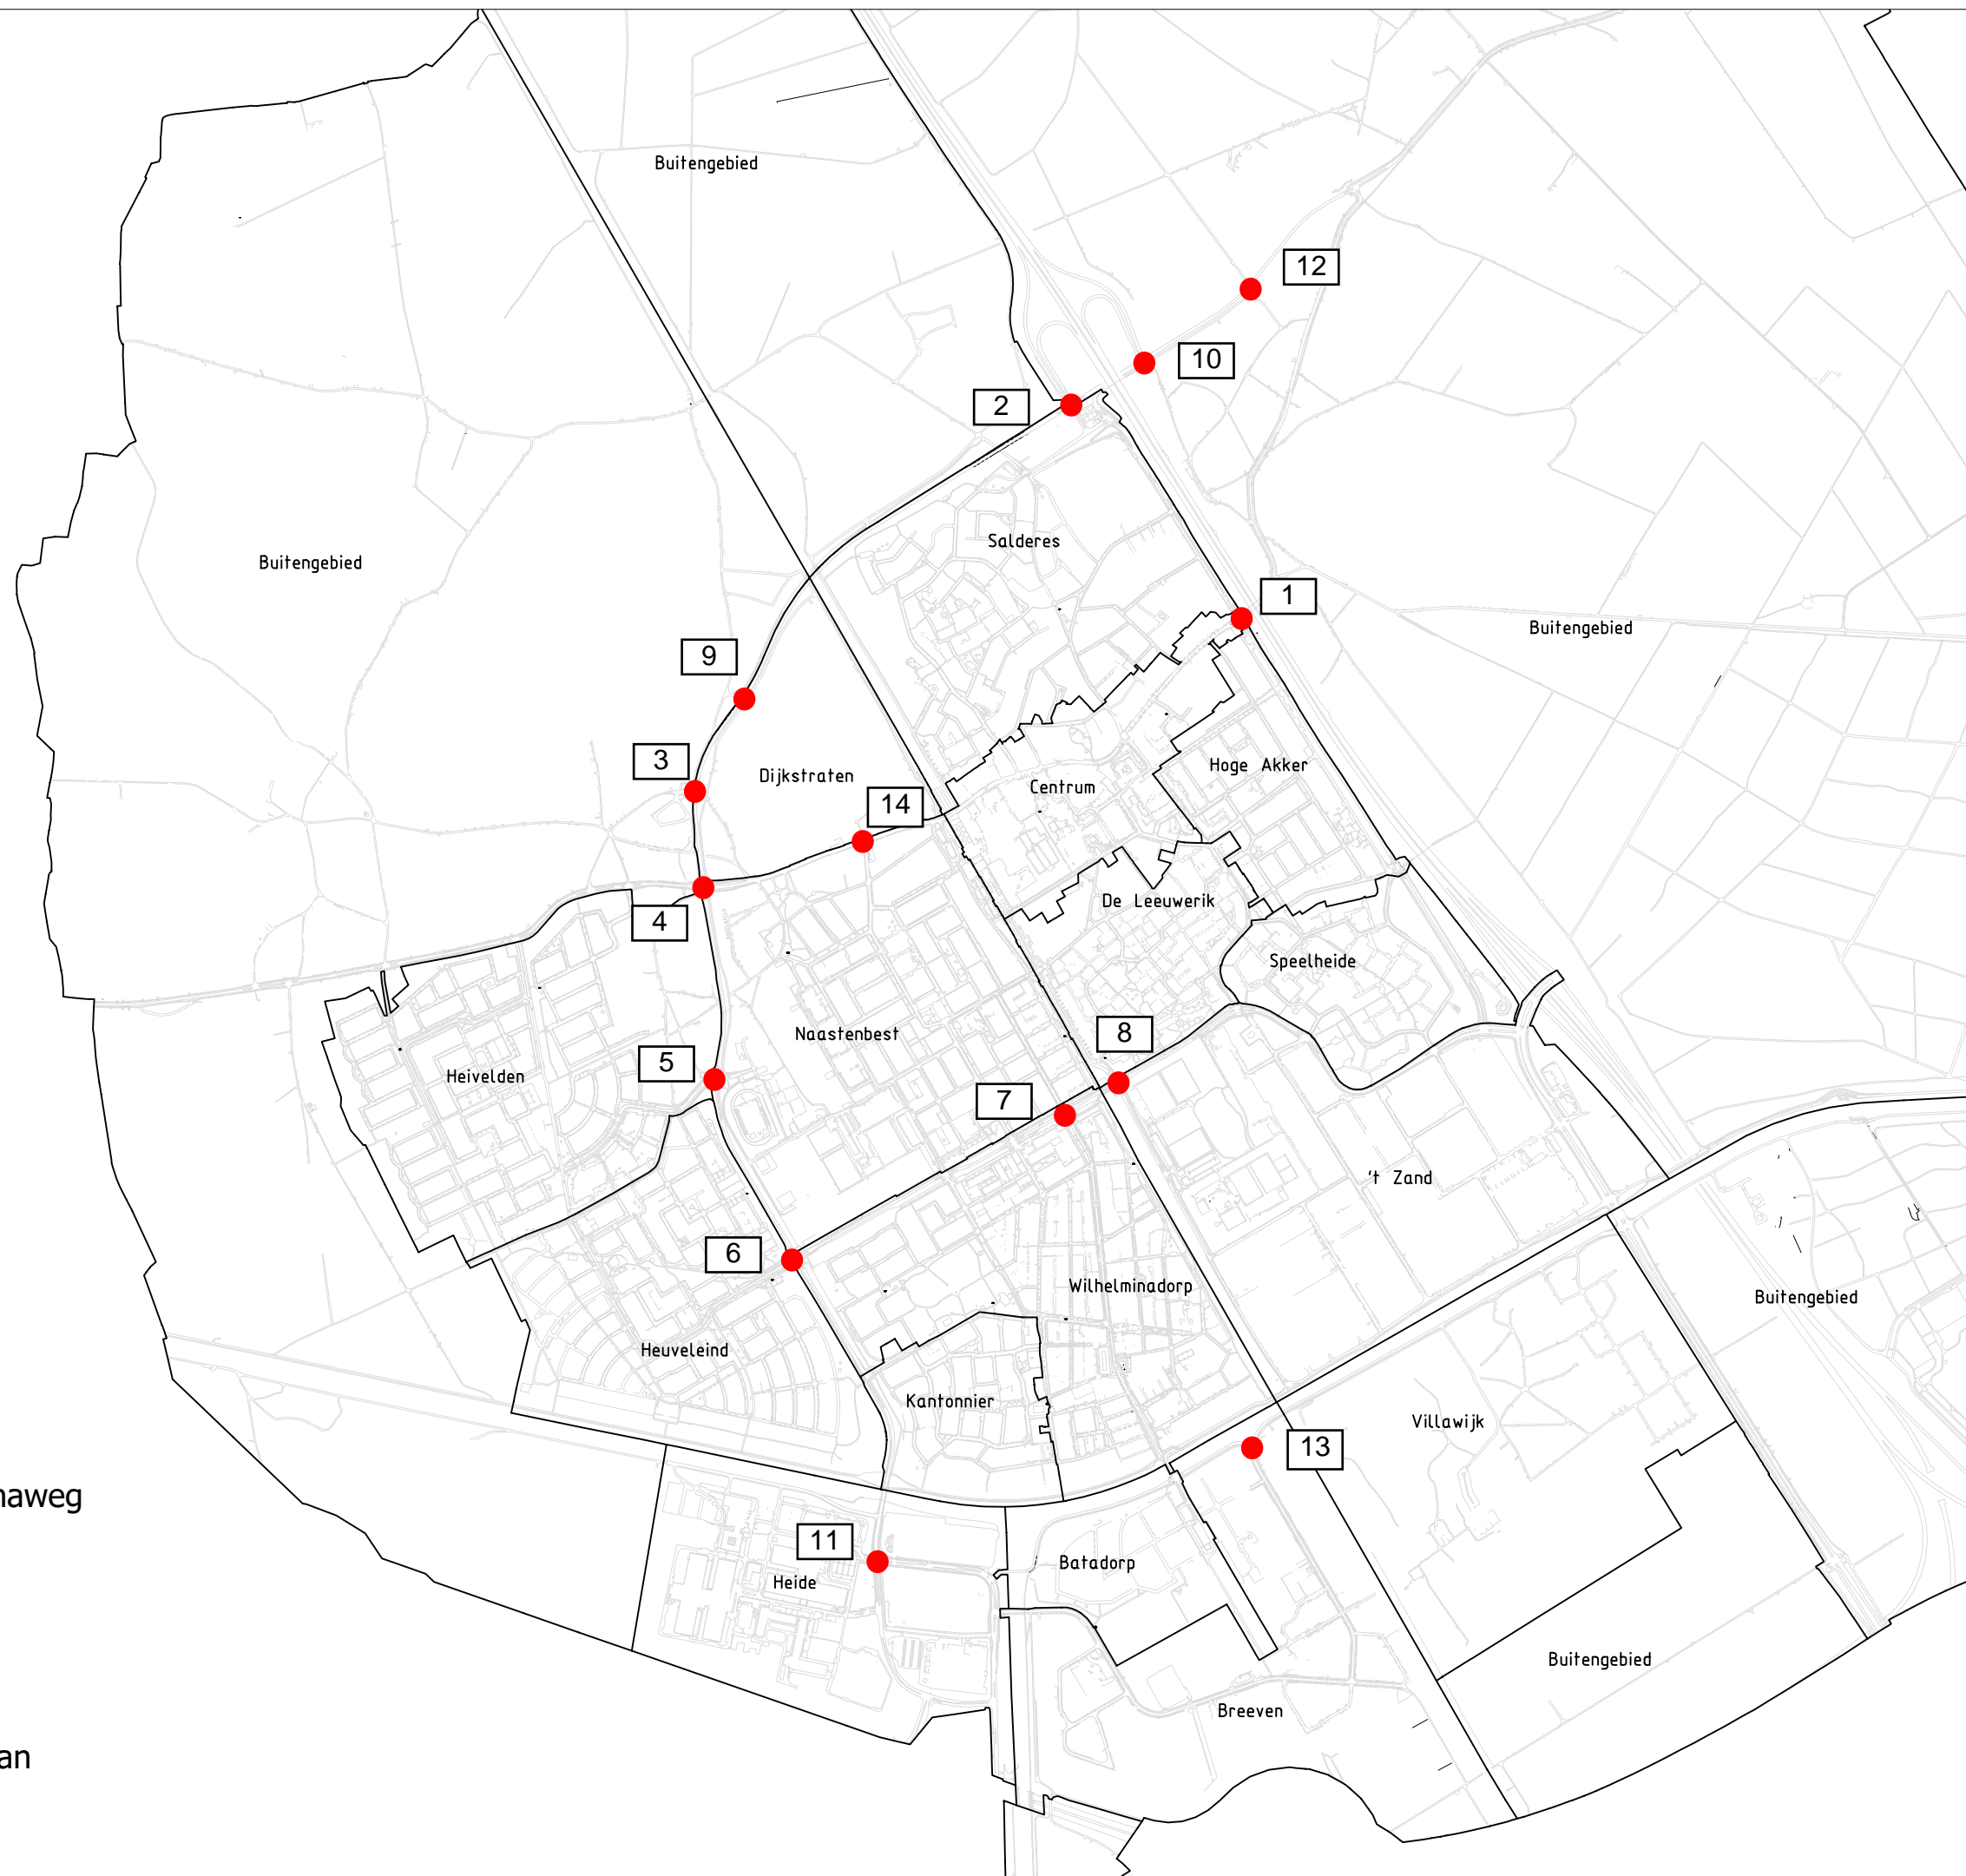 Buitengebied
12
10
2
Salderes
Buitengebied
1
Buitengebied
9
3
Dijkstraten
Hoge Akker
Centrum
14
De Leeuwerik
4
Speelheide
Naastenbest
8
5
Heivelden
7
't Zand
6
Wilhelminadorp
Buitengebied
Heuveleind
Kantonnier
Villawijk
13
naweg
11
Batadorp
Heide
Buitengebied
Breeven
an